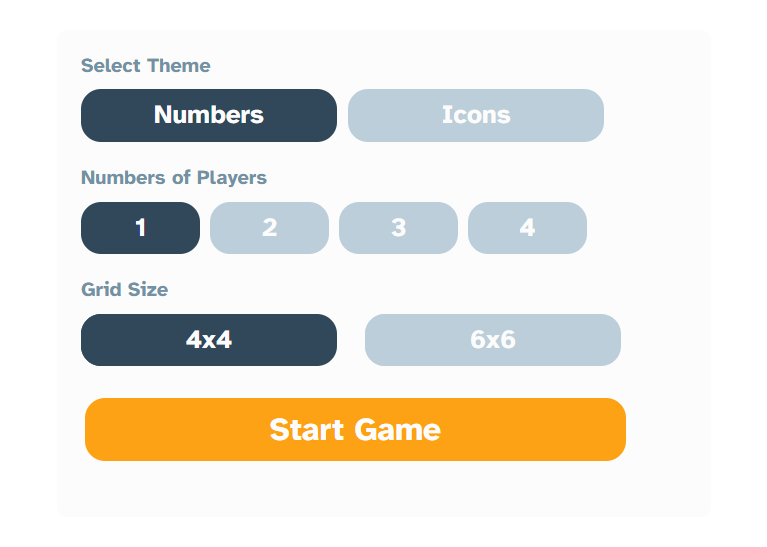 Select Theme
Numbers Icons
Numbers of Players
1 2 3 4
Grid Size
4x4 6x6
Start Game